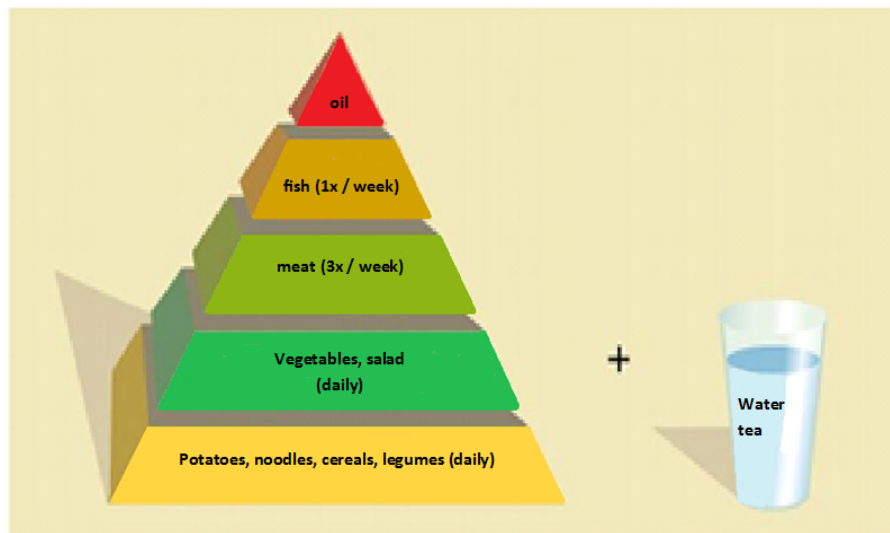 oil
fish (1x / week)
meat (3x / week)
Vegetables, salad
(daily)
Potatoes, noodles, cereals, legumes (daily)
+
Water
tea